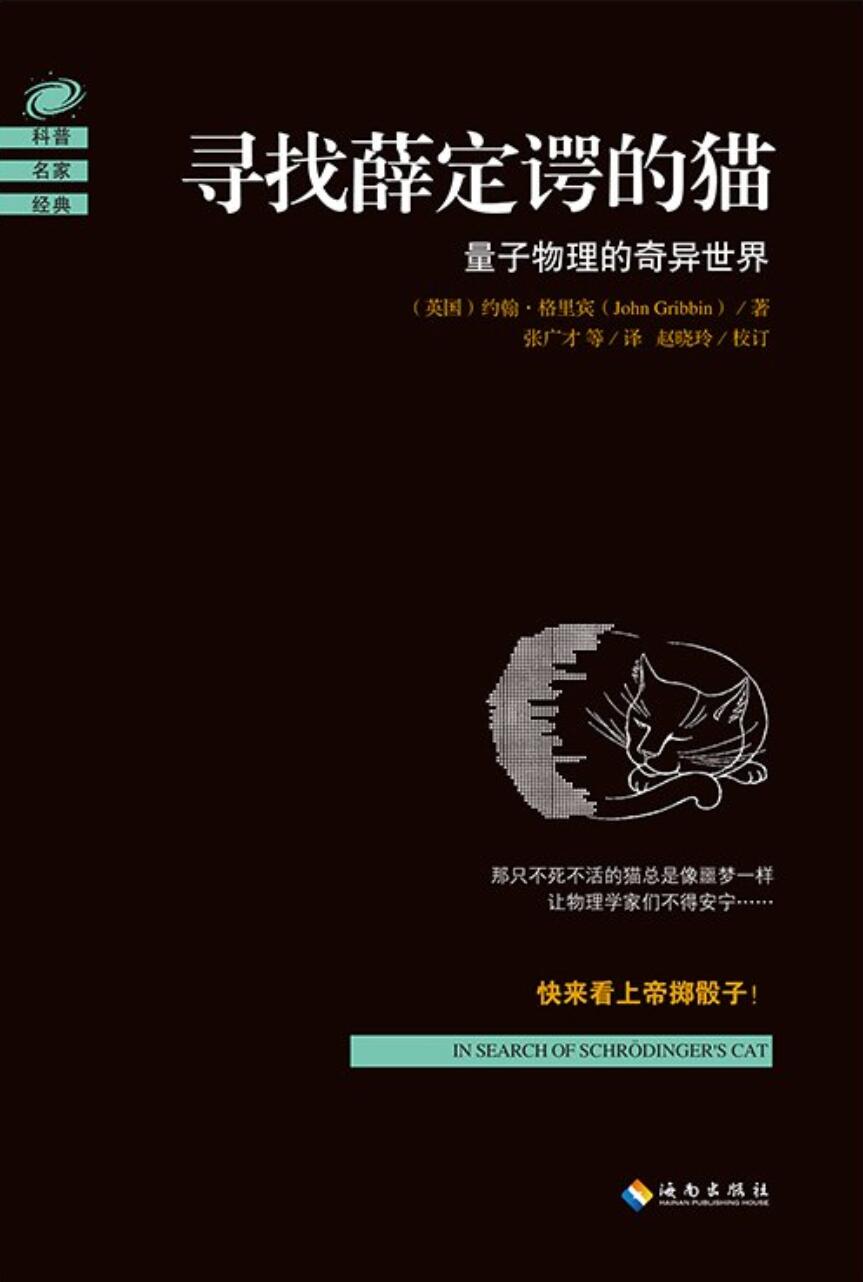 科普
名家
经典
寻找薛定谔的猫
量子物理的奇异世界
（英国）约翰·格里宾（John Gribbin）/著
张广才 等/译 赵晓玲/校订
那只不死不活的猫总是像噩梦一样
让物理学家们不得安宁……
快来看上帝掷骰子！
IN SEARCH OF SCHRÖDINGER'S CAT
海南出版社
HAINAN PUBLISHING HOUSE